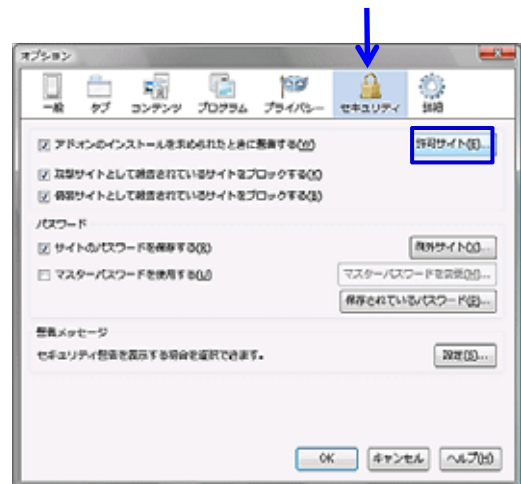 オプション
一般 タブ コンテンツ プログラム プライバシー セキュリティ 詳細
アドオンのインストールを求められたときに警告する(W) 許可サイト(E)...
攻撃サイトとして報告されているサイトをブロックする(K)
偽装サイトとして報告されているサイトをブロックする(B)
パスワード
サイトのパスワードを保存する(R) 例外サイト(X)...
マスターパスワードを使用する(U) マスターパスワードを変更(M)...
保存されているパスワード(P)...
警告メッセージ
セキュリティ警告を表示する場合を選択できます。 設定(S)...
OK キャンセル ヘルプ(H)